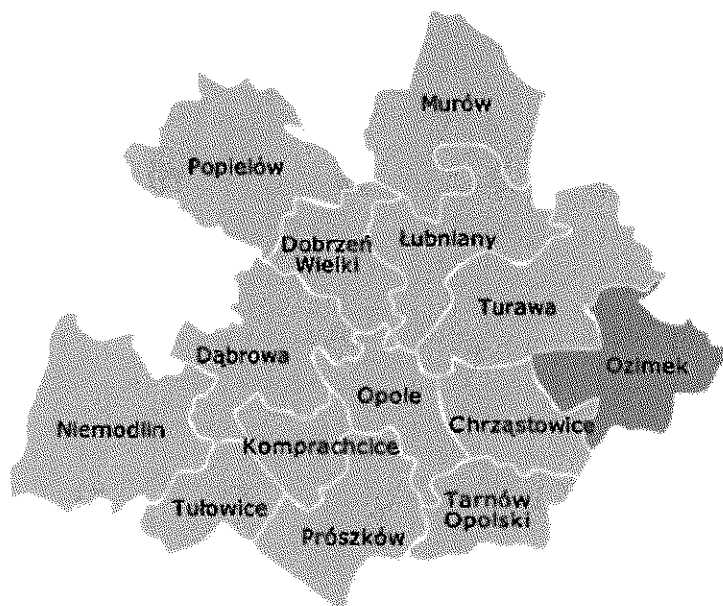 Murów
Popielów
Dobrzeń
Wielki
Łubniany
Turawa
Dąbrowa
Ozimek
Opole
Niemodlin
Komprachcice
Chrząstowice
Tułowice
Prószków
Tarnów
Opolski